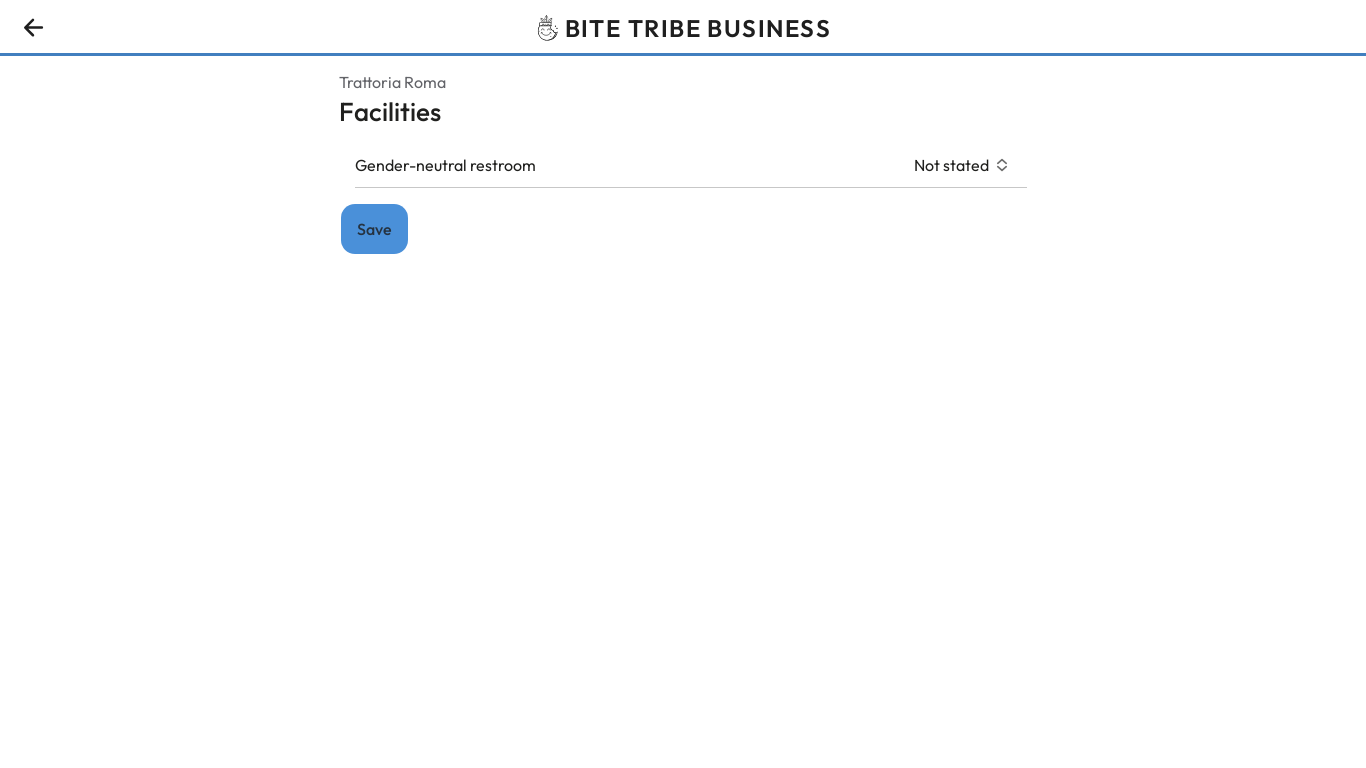 BITE TRIBE BUSINESS
Trattoria Roma
Facilities
Gender-neutral restroom Not stated
Save